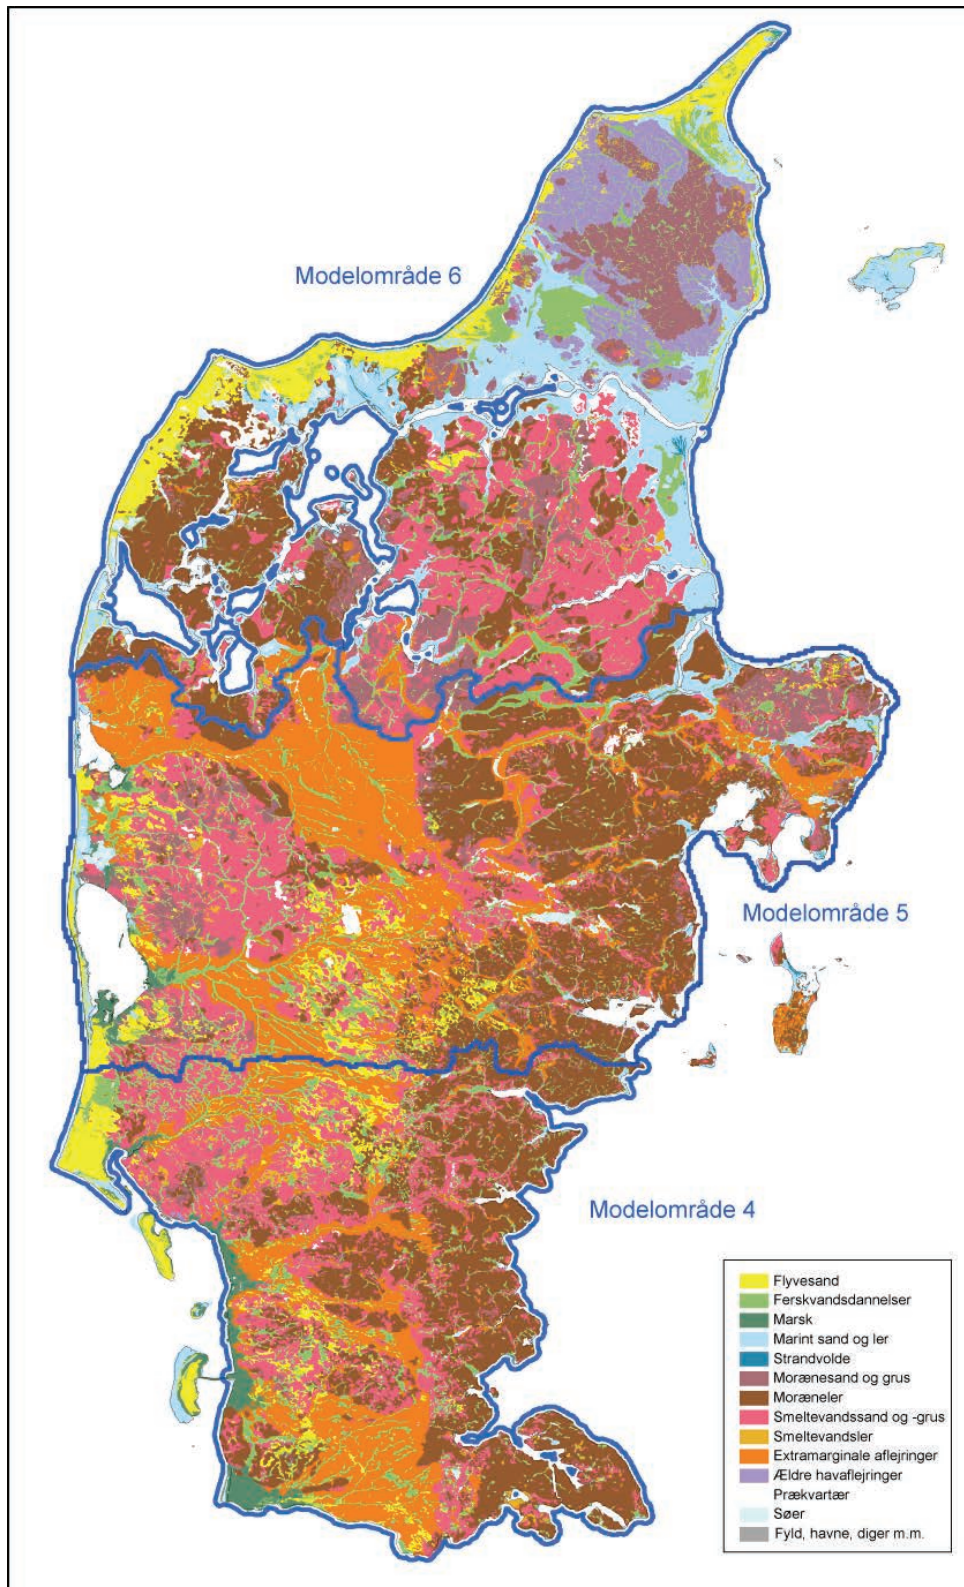 Modelområde 6
Modelområde 5
Modelområde 4
Flyvesand
Ferskvandsdannelser
Marsk
Marint sand og ler
Strandvolde
Morænesand og grus
Moræneler
Smeltevandssand og -grus
Smeltevandsler
Extramarginale aflejringer
Ældre havaflejringer
Prækvartær
Søer
Fyld, havne, diger m.m.